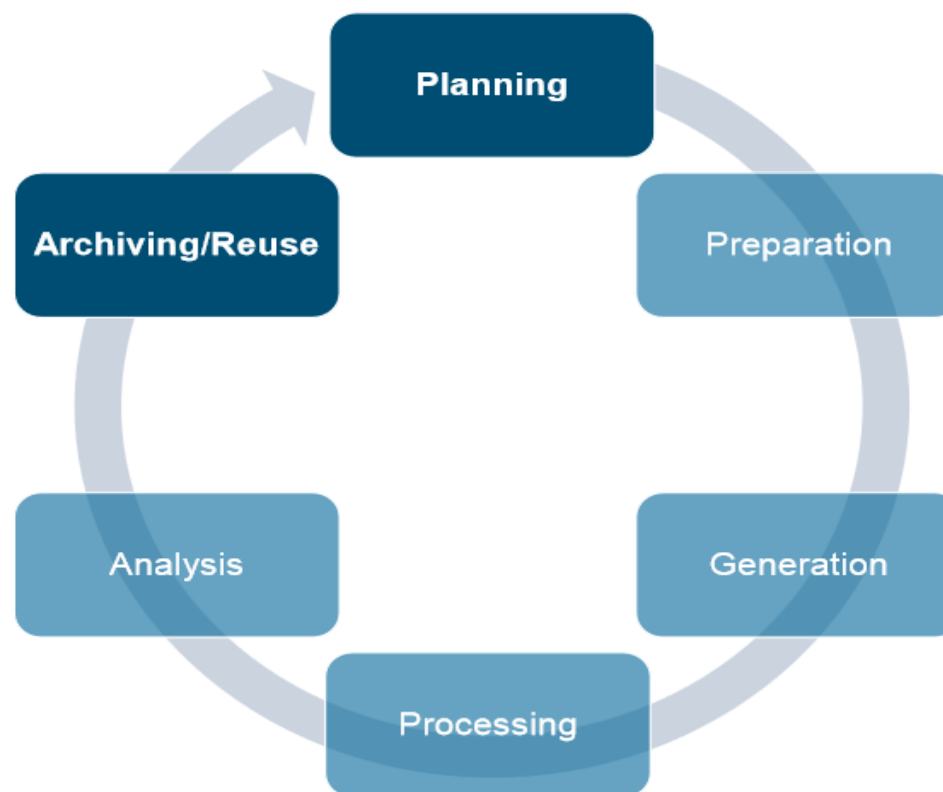 Planning
Preparation
Generation
Processing
Analysis
Archiving/Reuse